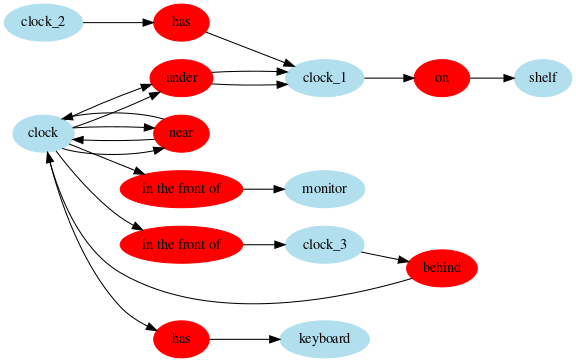 clock_2
has
under
clock_1
on
shelf
clock
near
in the front of
monitor
in the front of
clock_3
behind
has
keyboard